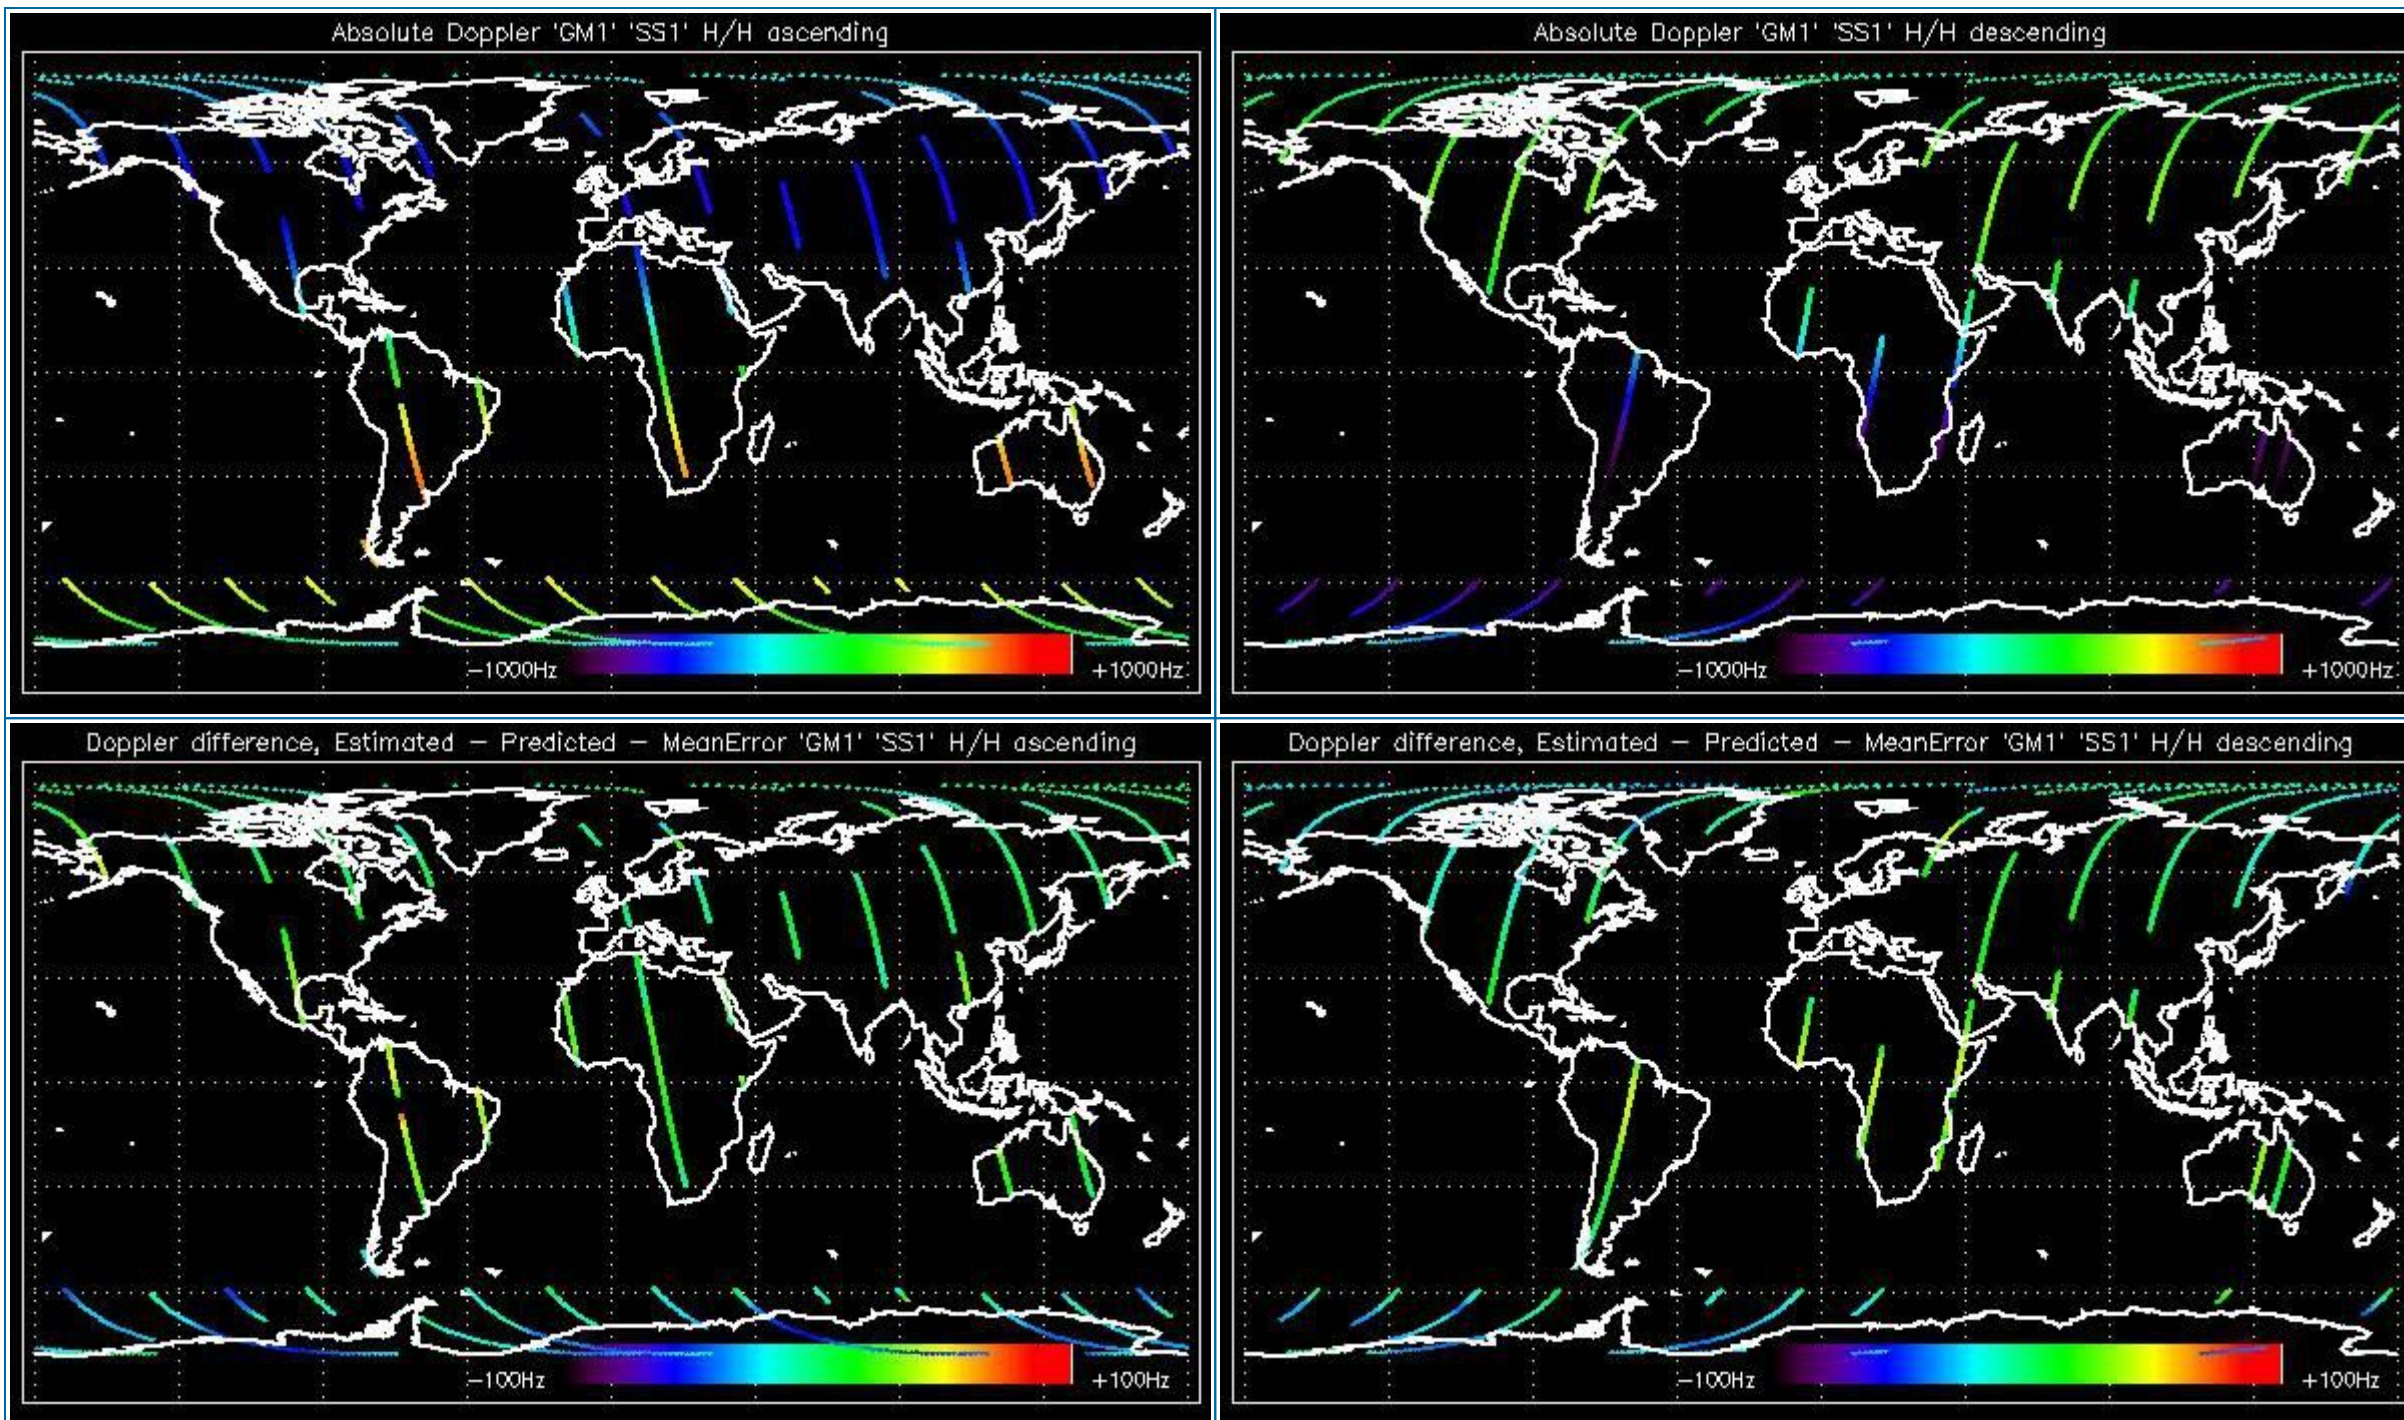 Absolute Doppler 'GM1' 'SS1' H/H ascending
-1000Hz
+1000Hz
Absolute Doppler 'GM1' 'SS1' H/H descending
-1000Hz
+1000Hz
Doppler difference, Estimated - Predicted - MeanError 'GM1' 'SS1' H/H ascending
-100Hz
+100Hz
Doppler difference, Estimated - Predicted - MeanError 'GM1' 'SS1' H/H descending
-100Hz
+100Hz